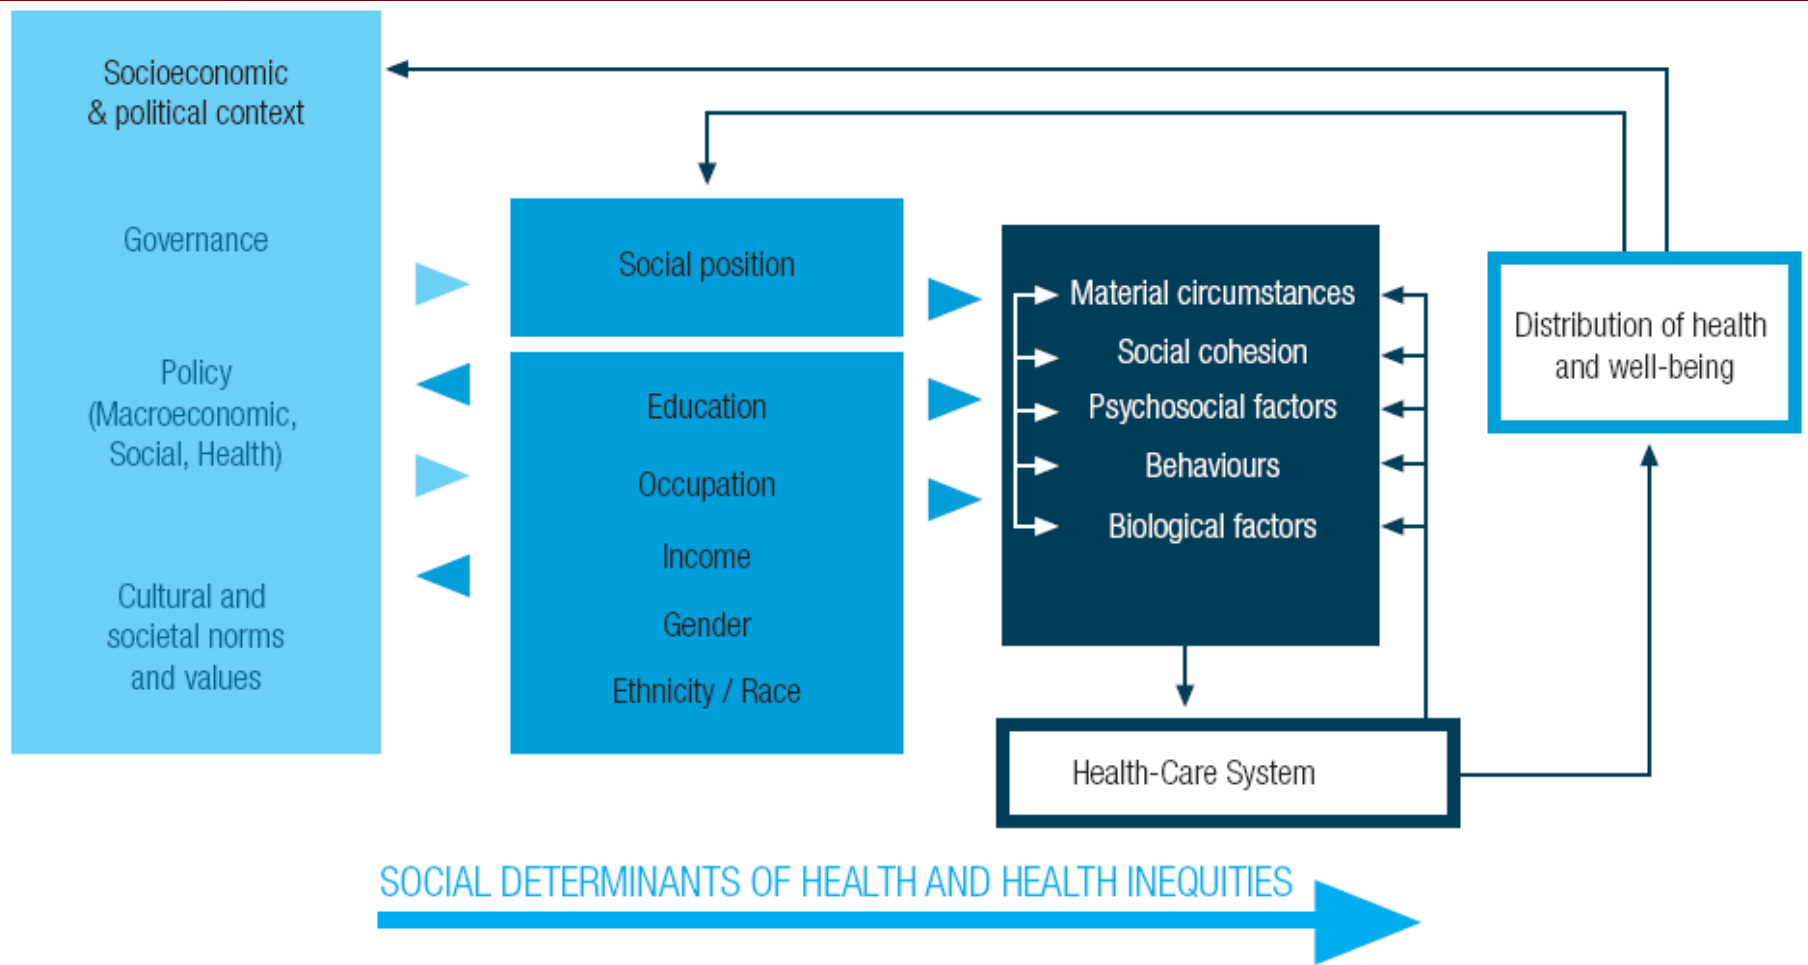 Socioeconomic
& political context
Governance
Policy
(Macroeconomic,
Social, Health)
Cultural and
societal norms
and values
Social position
Education
Occupation
Income
Gender
Ethnicity / Race
Material circumstances
Social cohesion
Psychosocial factors
Behaviours
Biological factors
Health-Care System
Distribution of health
and well-being
SOCIAL DETERMINANTS OF HEALTH AND HEALTH INEQUITIES